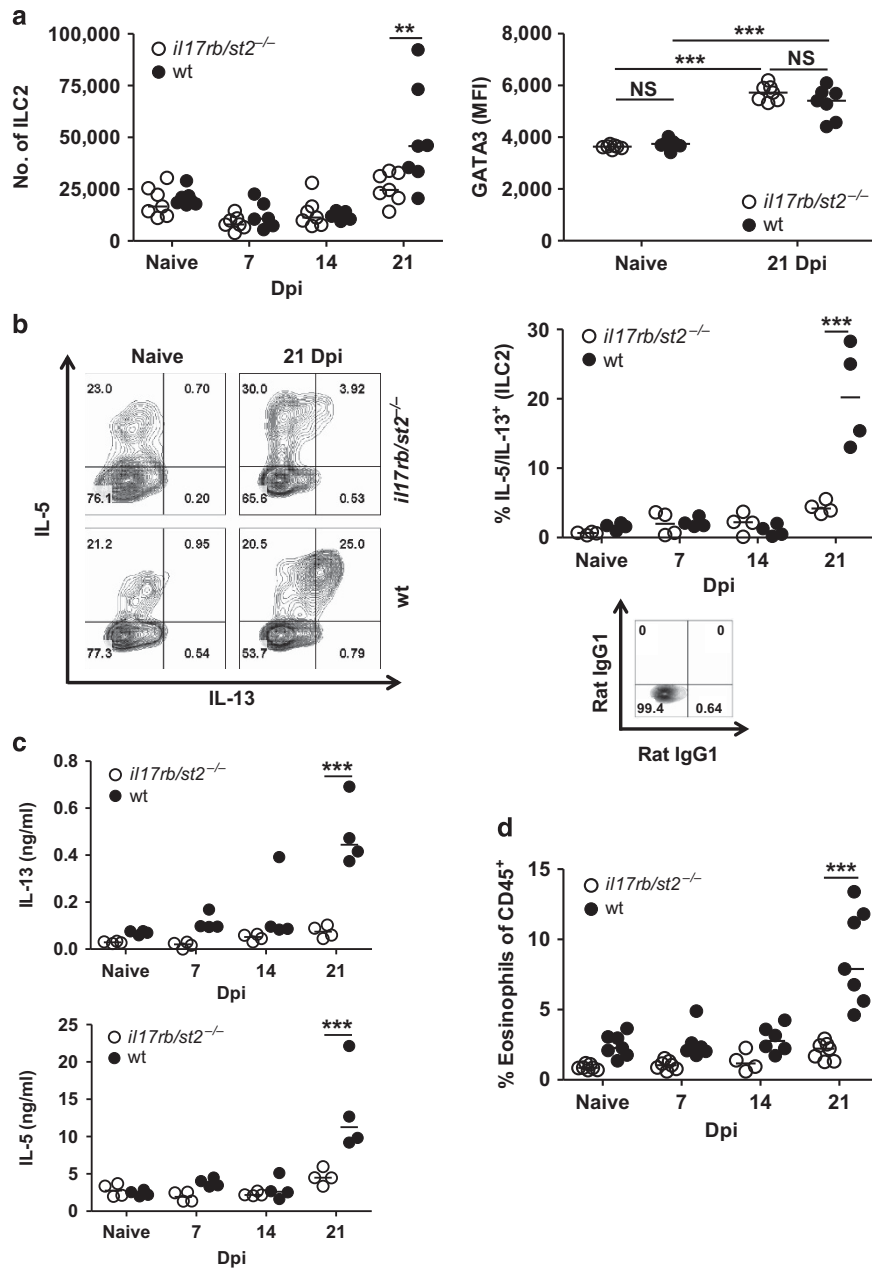 a
100,000
75,000
50,000
25,000
0
No. of ILC2
il17rb/st2–/–
wt
**
Naive 7 14 21
Dpi
8,000
6,000
4,000
2,000
0
GATA3 (MFI)
***
***
NS
NS
il17rb/st2–/–
wt
Naive 21 Dpi
b
Naive 21 Dpi
23.0 0.70
76.1 0.20
30.0 3.92
65.6 0.53
il17rb/st2–/–
21.2 0.95
77.3 0.54
20.5 25.0
53.7 0.79
wt
IL-5
IL-13
30
20
10
0
% IL-5/IL-13+ (ILC2)
il17rb/st2–/–
wt
***
Naive 7 14 21
Dpi
0 0
99.4 0.64
Rat IgG1
Rat IgG1
c
0.8
0.6
0.4
0.2
0.0
IL-13 (ng/ml)
il17rb/st2–/–
wt
***
Naive 7 14 21
Dpi
25
20
15
10
5
0
IL-5 (ng/ml)
il17rb/st2–/–
wt
***
Naive 7 14 21
Dpi
d
15
10
5
0
% Eosinophils of CD45+
il17rb/st2–/–
wt
***
Naive 7 14 21
Dpi